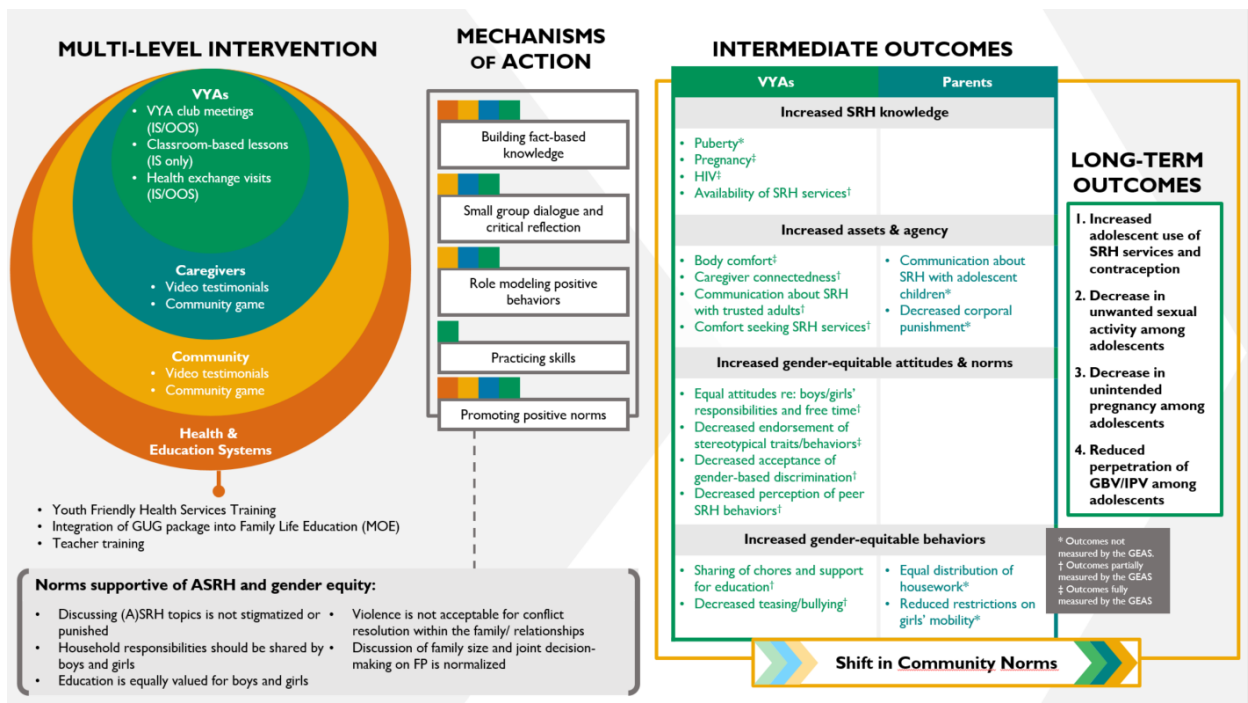 MULTI-LEVEL INTERVENTION
VYAs
• VYA club meetings
(IS/OOS)
• Classroom-based lessons
(IS only)
• Health exchange visits
(IS/OOS)
Caregivers
• Video testimonials
• Community game
Community
• Video testimonials
• Community game
Health &
Education Systems
• Youth Friendly Health Services Training
• Integration of GUG package into Family Life Education (MOE)
• Teacher training
MECHANISMS
OF ACTION
Building fact-based
knowledge
Small group dialogue and
critical reflection
Role modeling positive
behaviors
Practicing skills
Promoting positive norms
Norms supportive of ASRH and gender equity:
• Discussing (A)SRH topics is not stigmatized or
punished
• Household responsibilities should be shared by
boys and girls
• Education is equally valued for boys and girls
• Violence is not acceptable for conflict
resolution within the family/ relationships
• Discussion of family size and joint decision-
making on FP is normalized
INTERMEDIATE OUTCOMES
VYAs
Parents
Increased SRH knowledge
• Puberty*
• Pregnancy‡
• HIV‡
• Availability of SRH services†
Increased assets & agency
• Body comfort‡
• Caregiver connectedness†
• Communication about SRH
with trusted adults†
• Comfort seeking SRH services†
• Communication about
SRH with adolescent
children*
• Decreased corporal
punishment*
Increased gender-equitable attitudes & norms
• Equal attitudes re: boys/girls'
responsibilities and free time†
• Decreased endorsement of
stereotypical traits/behaviors‡
• Decreased acceptance of
gender-based discrimination†
• Decreased perception of peer
SRH behaviors†
Increased gender-equitable behaviors
• Sharing of chores and support
for education†
• Decreased teasing/bullying†
• Equal distribution of
housework*
• Reduced restrictions on
girls' mobility*
Shift in Community Norms
LONG-TERM
OUTCOMES
1. Increased
adolescent use of
SRH services and
contraception
2. Decrease in
unwanted sexual
activity among
adolescents
3. Decrease in
unintended
pregnancy among
adolescents
4. Reduced
perpetration of
GBV/IPV among
adolescents
* Outcomes not
measured by the GEAS.
† Outcomes partially
measured by the GEAS
‡ Outcomes fully
measured by the GEAS